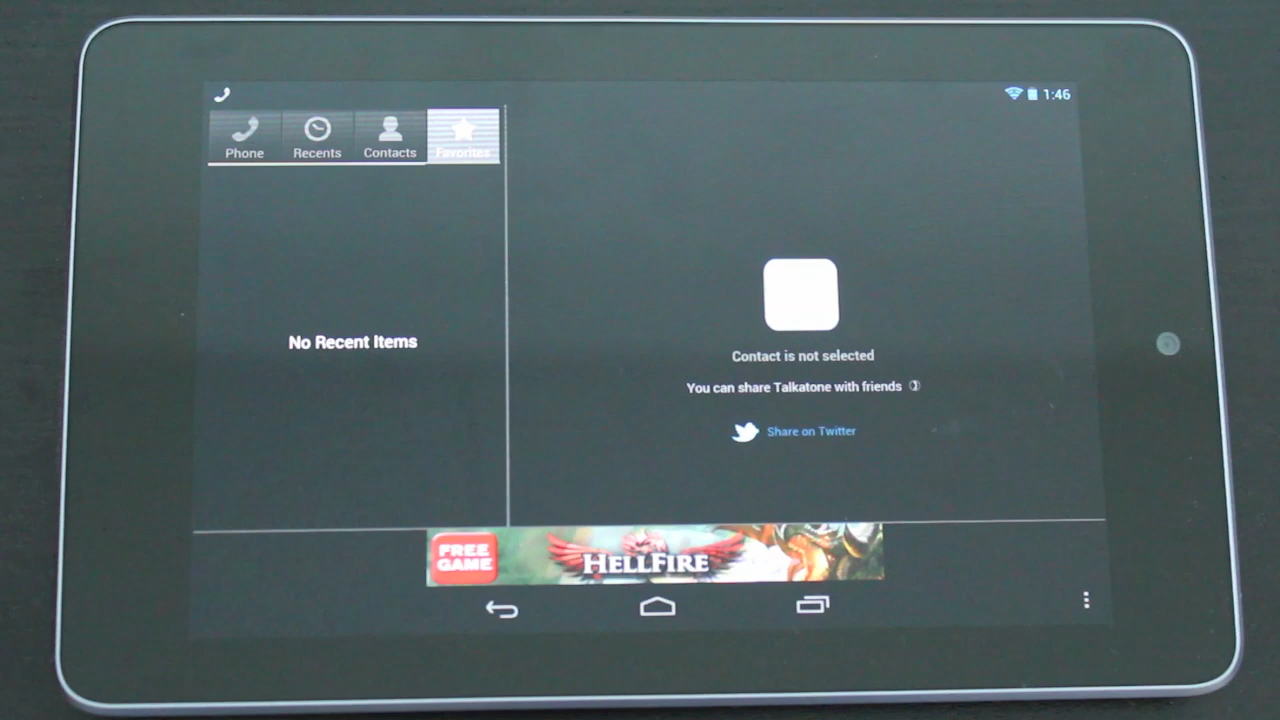 1:46
Phone Recents Contacts Favorites
No Recent Items
Contact is not selected
You can share Talkatone with friends
Share on Twitter
FREE
GAME
HELLFIRE